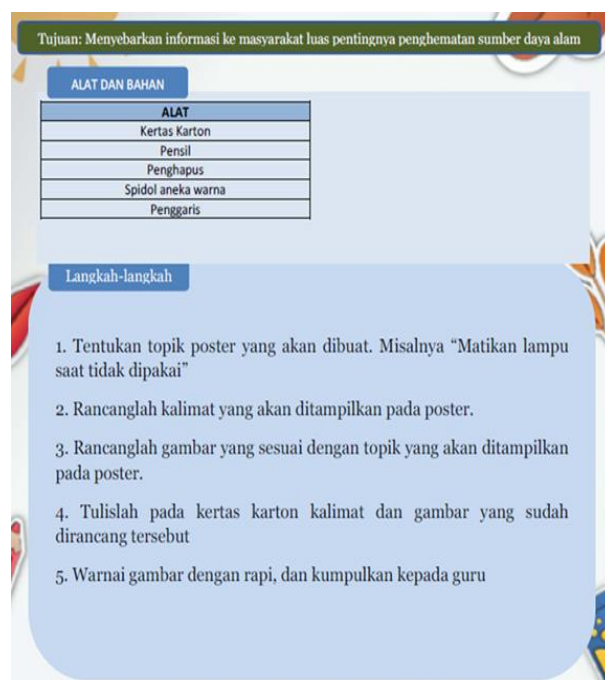 Tujuan: Menyebarkan informasi ke masyarakat luas pentingnya penghematan sumber daya alam
ALAT DAN BAHAN
ALAT
Kertas Karton
Pensil
Penghapus
Spidol aneka warna
Penggaris
Langkah-langkah
1. Tentukan topik poster yang akan dibuat. Misalnya “Matikan lampu
saat tidak dipakai”
2. Rancanglah kalimat yang akan ditampilkan pada poster.
3. Rancanglah gambar yang sesuai dengan topik yang akan ditampilkan
pada poster.
4. Tulislah pada kertas karton kalimat dan gambar yang sudah
dirancang tersebut
5. Warnai gambar dengan rapi, dan kumpulkan kepada guru